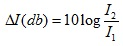 ΔI(db) = 10 log I₂/I₁